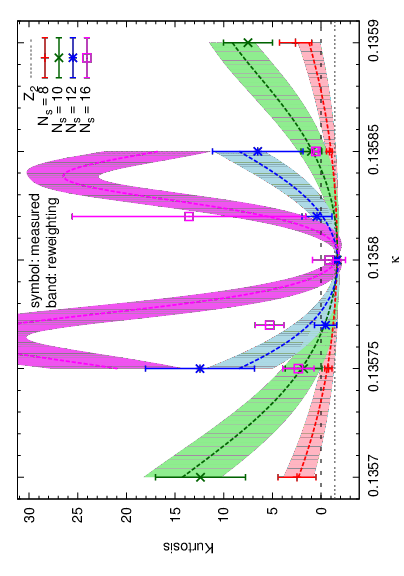 Kurtosis
30
25
20
15
10
5
0
0.1357
0.13575
0.1358
0.13585
0.1359
κ
symbol: measured
band: reweighting
Z₂
Nₛ = 8
Nₛ = 10
Nₛ = 12
Nₛ = 16